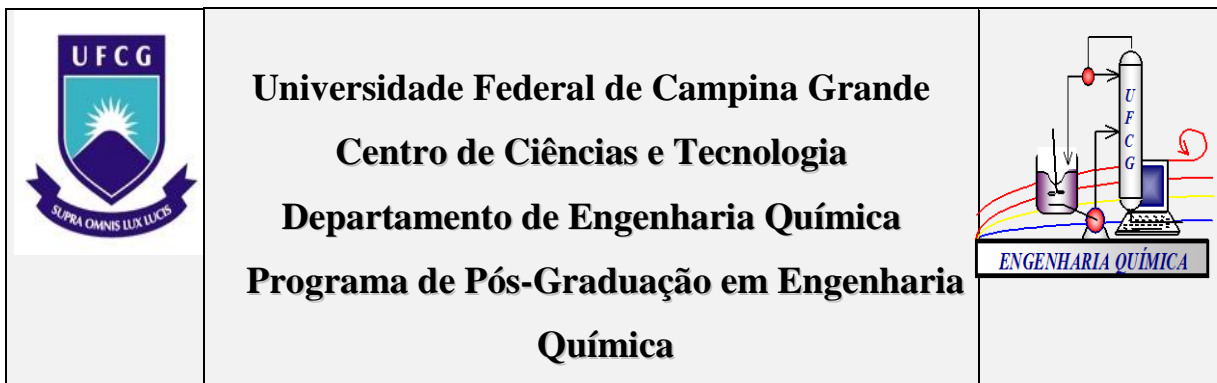 UFCG
SUPRA OMNIS LUX LUCIS
Universidade Federal de Campina Grande
Centro de Ciências e Tecnologia
Departamento de Engenharia Química
Programa de Pós-Graduação em Engenharia
Química
U
F
C
G
ENGENHARIA QUÍMICA